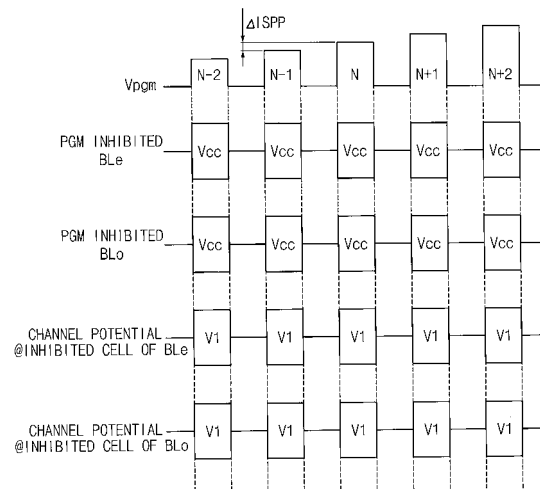 ΔISPP
Vpgm N-2 N-1 N N+1 N+2
PGM INHIBITED
BLe
Vcc Vcc Vcc Vcc Vcc
PGM INHIBITED
BLo
Vcc Vcc Vcc Vcc Vcc
CHANNEL POTENTIAL
@INHIBITED CELL OF BLe
V1 V1 V1 V1 V1
CHANNEL POTENTIAL
@INHIBITED CELL OF BLo
V1 V1 V1 V1 V1